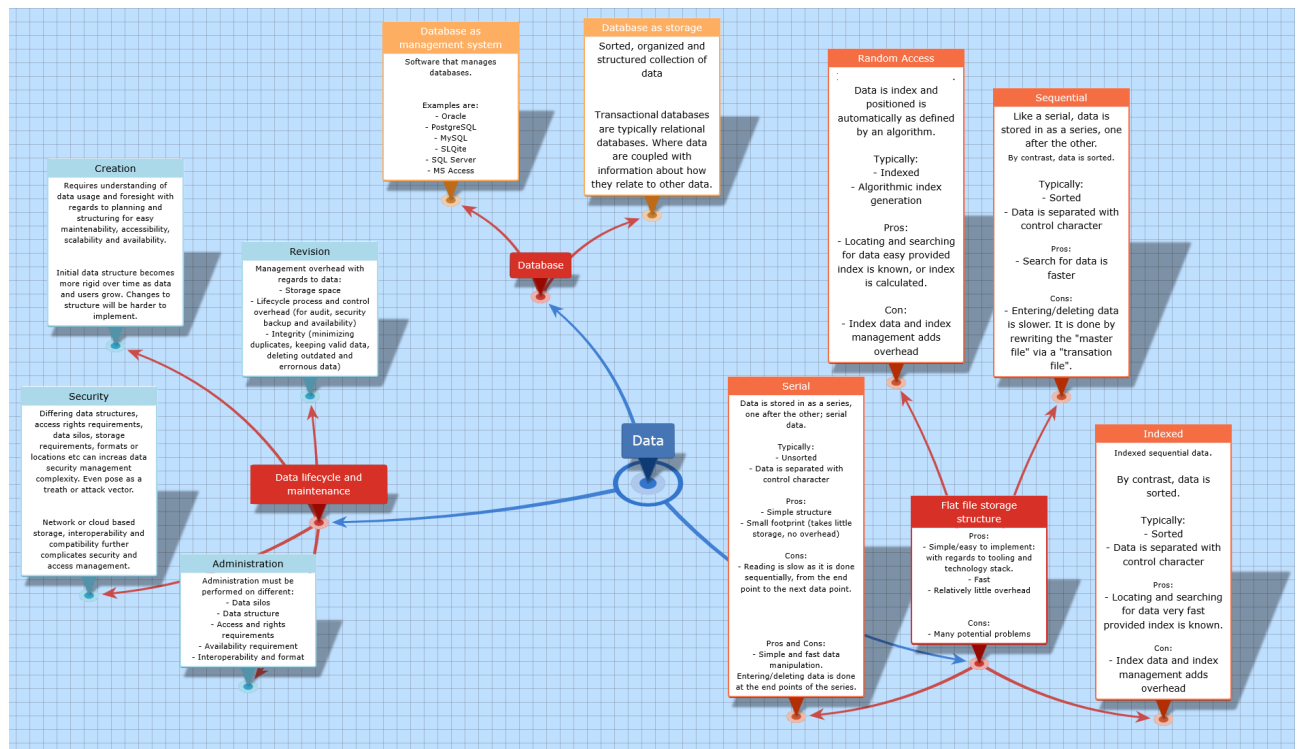 Database as
management system
Software that manages
databases.
Examples are:
- Oracle
- PostgreSQL
- MySQL
- SLQite
- SQL Server
- MS Access
Database as storage
Sorted, organized and
structured collection of
data
Transactional databases
are typically relational
databases. Where data
are coupled with
information about how
they relate to other data.
Random Access
Data is index and
positioned is
automatically as defined
by an algorithm.
Typically:
- Indexed
- Algorithmic index
generation
Pros:
- Locating and searching
for data easy provided
index is known, or index
is calculated.
Con:
- Index data and index
management adds
overhead
Sequential
Like a serial, data is
stored in as a series, one
after the other.
By contrast, data is sorted.
Typically:
- Sorted
- Data is separated with
control character
Pros:
- Search for data is
faster
Cons:
- Entering/deleting data
is slower. It is done by
rewriting the "master
file" via a "transation
file".
Creation
Requires understanding of
data usage and foresight with
regards to planning and
structuring for easy
maintenability, accessibility,
scalability and availability.
Initial data structure becomes
more rigid over time as data
and users grow. Changes to
structure will be harder to
implement.
Revision
Management overhead with
regards to data:
- Storage space
- Lifecycle process and control
overhead (for audit, security
backup and availability)
- Integrity (minimizing
duplicates, keeping valid data,
deleting outdated and
errornous data)
Database
Security
Differing data structures,
access rights requirements,
data silos, storage
requirements, formats or
locations etc can increase data
security management
complexity. Even pose as a
treath or attack vector.
Network or cloud based
storage, interoperability and
compatibility further
complicates security and
access management.
Data lifecycle and
maintenance
Data
Administration
Administration must be
performed on different:
- Data silos
- Data structure
- Access and rights
requirements
- Availability requirement
- Interoperability and format
Serial
Data is stored in as a series,
one after the other; serial
data.
Typically:
- Unsorted
- Data is separated with
control character
Pros:
- Simple structure
- Small footprint (takes little
storage, no overhead)
Cons:
- Reading is slow as it is done
sequentially, from the end
point to the next data point.
Pros and Cons:
- Simple and fast data
manipulation.
Entering/deleting data is done
at the end points of the series.
Flat file storage
structure
Pros:
- Simple/easy to implement:
with regards to tooling and
technology stack.
- Fast
- Relatively little overhead
Cons:
- Many potential problems
Indexed
Indexed sequential data.
By contrast, data is
sorted.
Typically:
- Sorted
- Data is separated with
control character
Pros:
- Locating and searching
for data very fast
provided index is known.
Con:
- Index data and index
management adds
overhead